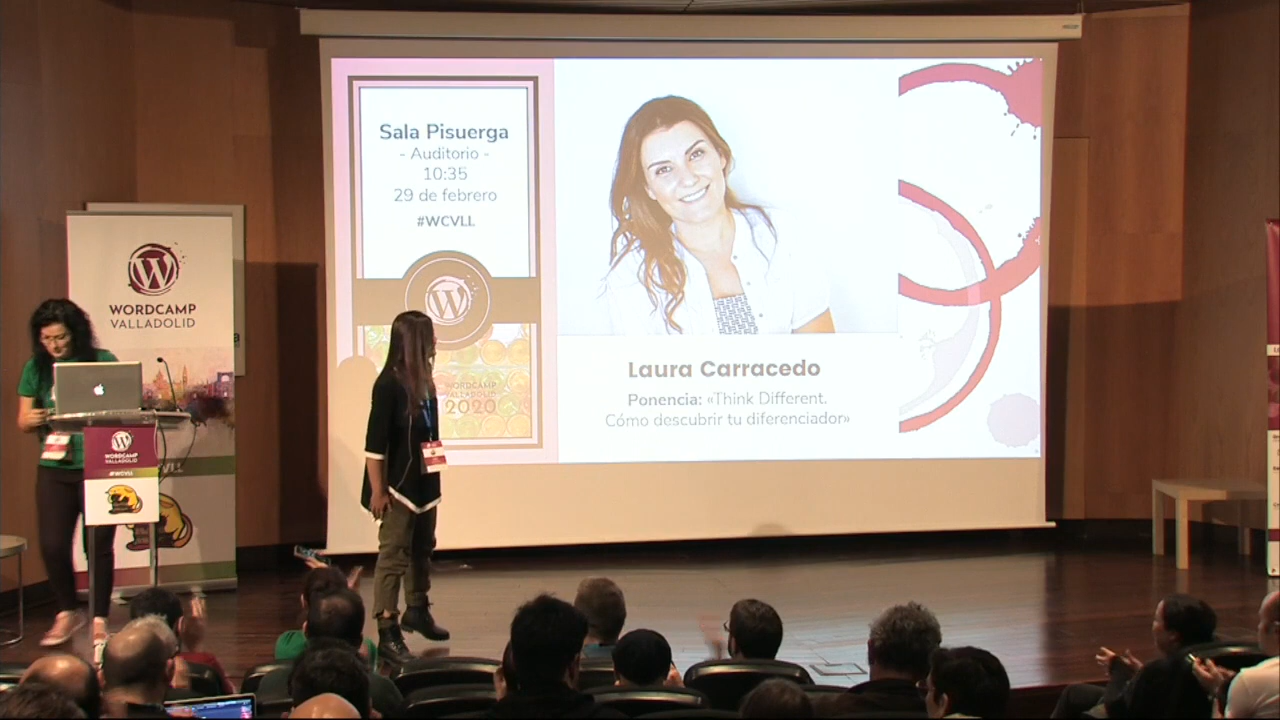 Sala Pisuerga
- Auditorio -
10:35
29 de febrero
#WCVLL
WORDCAMP
VALLADOLID
2020
Laura Carracedo
Ponencia: «Think Different.
Cómo descubrir tu diferenciador»
WORDCAMP
VALLADOLID
WORDCAMP
VALLADOLID
#WCVLL